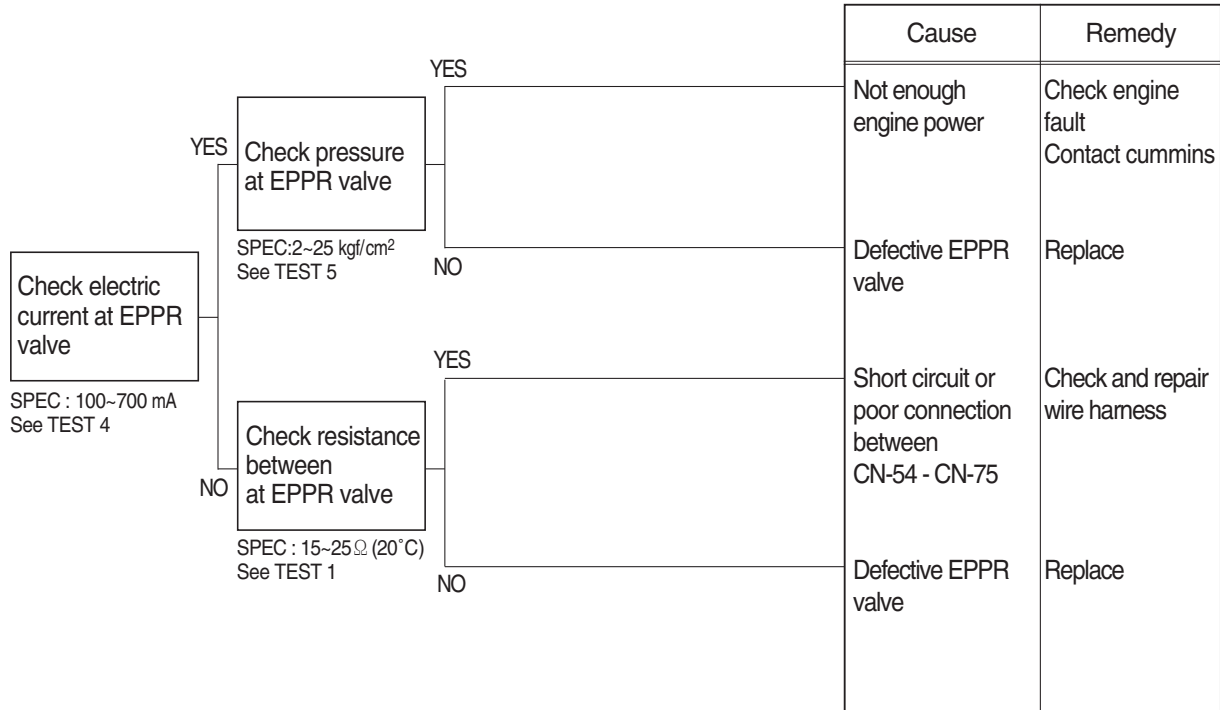 Cause
Remedy
YES
Not enough
engine power
Check engine
fault
Contact cummins
YES
Check pressure
at EPPR valve
SPEC:2~25 kgf/cm²
See TEST 5
NO
Defective EPPR
valve
Replace
Check electric
current at EPPR
valve
SPEC : 100~700 mA
See TEST 4
YES
Short circuit or
poor connection
between
CN-54 - CN-75
Check and repair
wire harness
NO
Check resistance
between
at EPPR valve
SPEC : 15~25Ω (20˚C)
See TEST 1
NO
Defective EPPR
valve
Replace